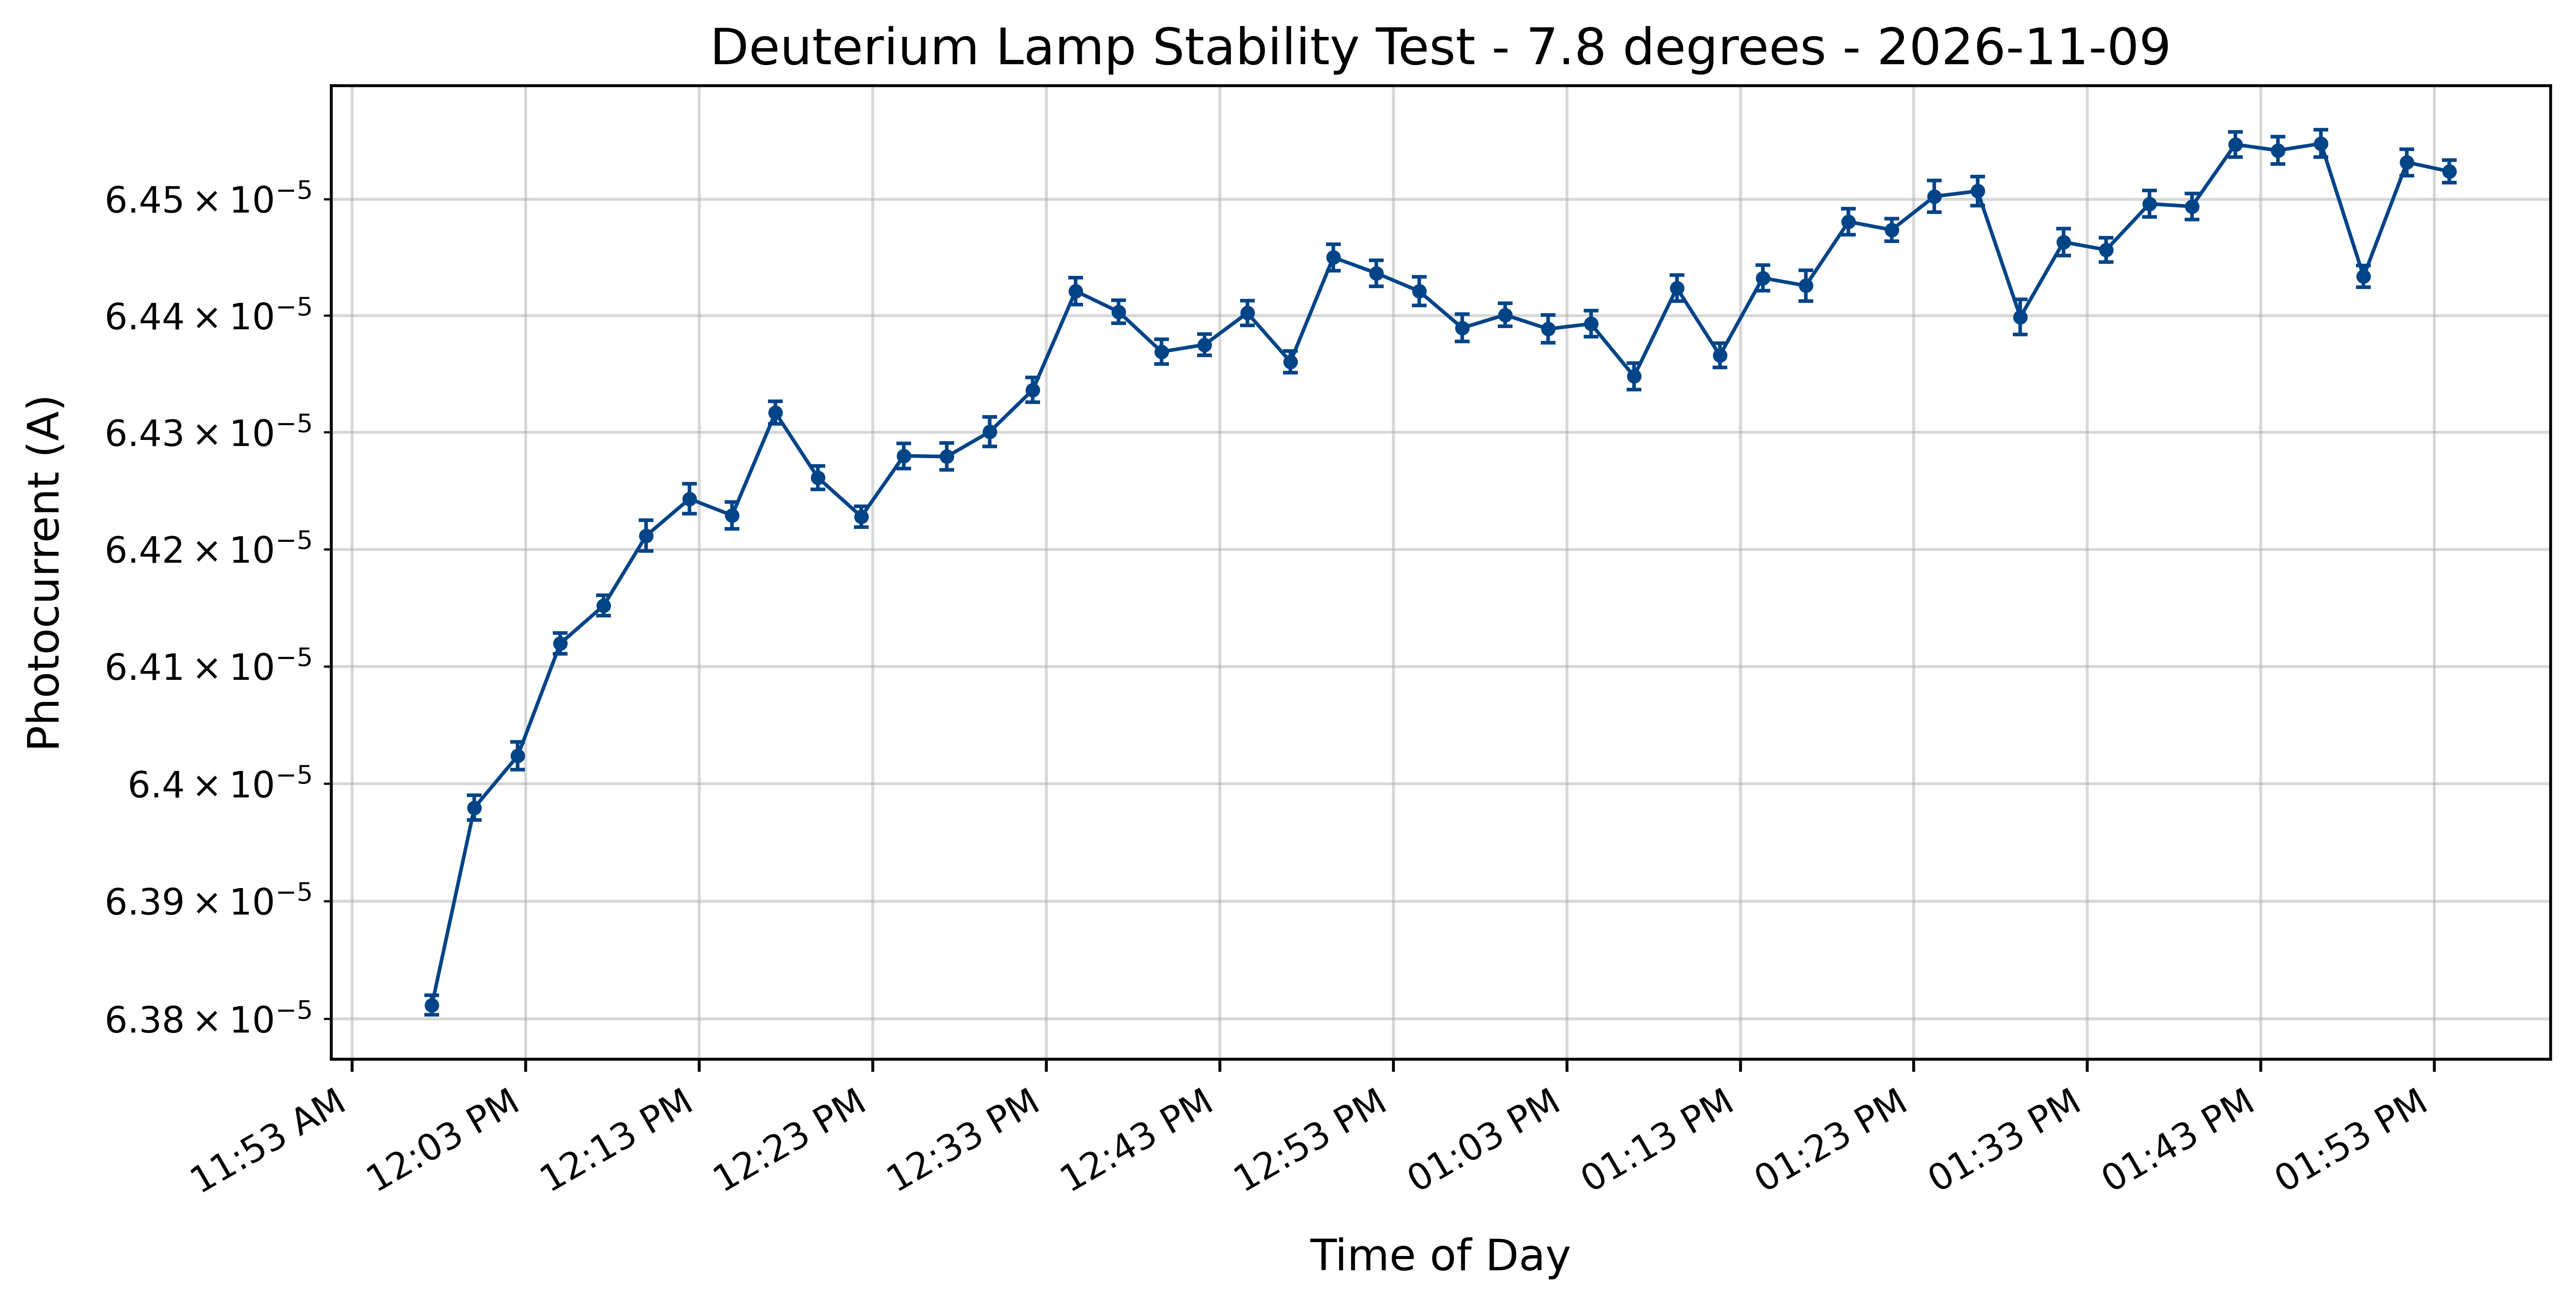 Deuterium Lamp Stability Test - 7.8 degrees - 2026-11-09
Photocurrent (A)
6.45 × 10⁻⁵
6.44 × 10⁻⁵
6.43 × 10⁻⁵
6.42 × 10⁻⁵
6.41 × 10⁻⁵
6.4 × 10⁻⁵
6.39 × 10⁻⁵
6.38 × 10⁻⁵
11:53 AM
12:03 PM
12:13 PM
12:23 PM
12:33 PM
12:43 PM
12:53 PM
01:03 PM
01:13 PM
01:23 PM
01:33 PM
01:43 PM
01:53 PM
Time of Day